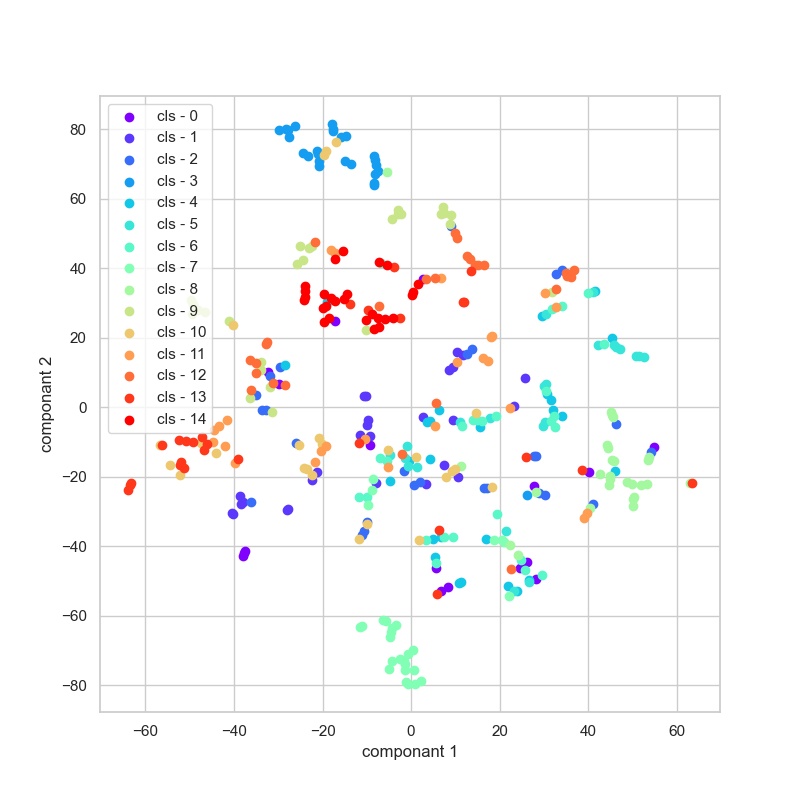 cls - 0
cls - 1
cls - 2
cls - 3
cls - 4
cls - 5
cls - 6
cls - 7
cls - 8
cls - 9
cls - 10
cls - 11
cls - 12
cls - 13
cls - 14
80
60
40
20
0
−20
−40
−60
−80
componant 2
−60 −40 −20 0 20 40 60
componant 1